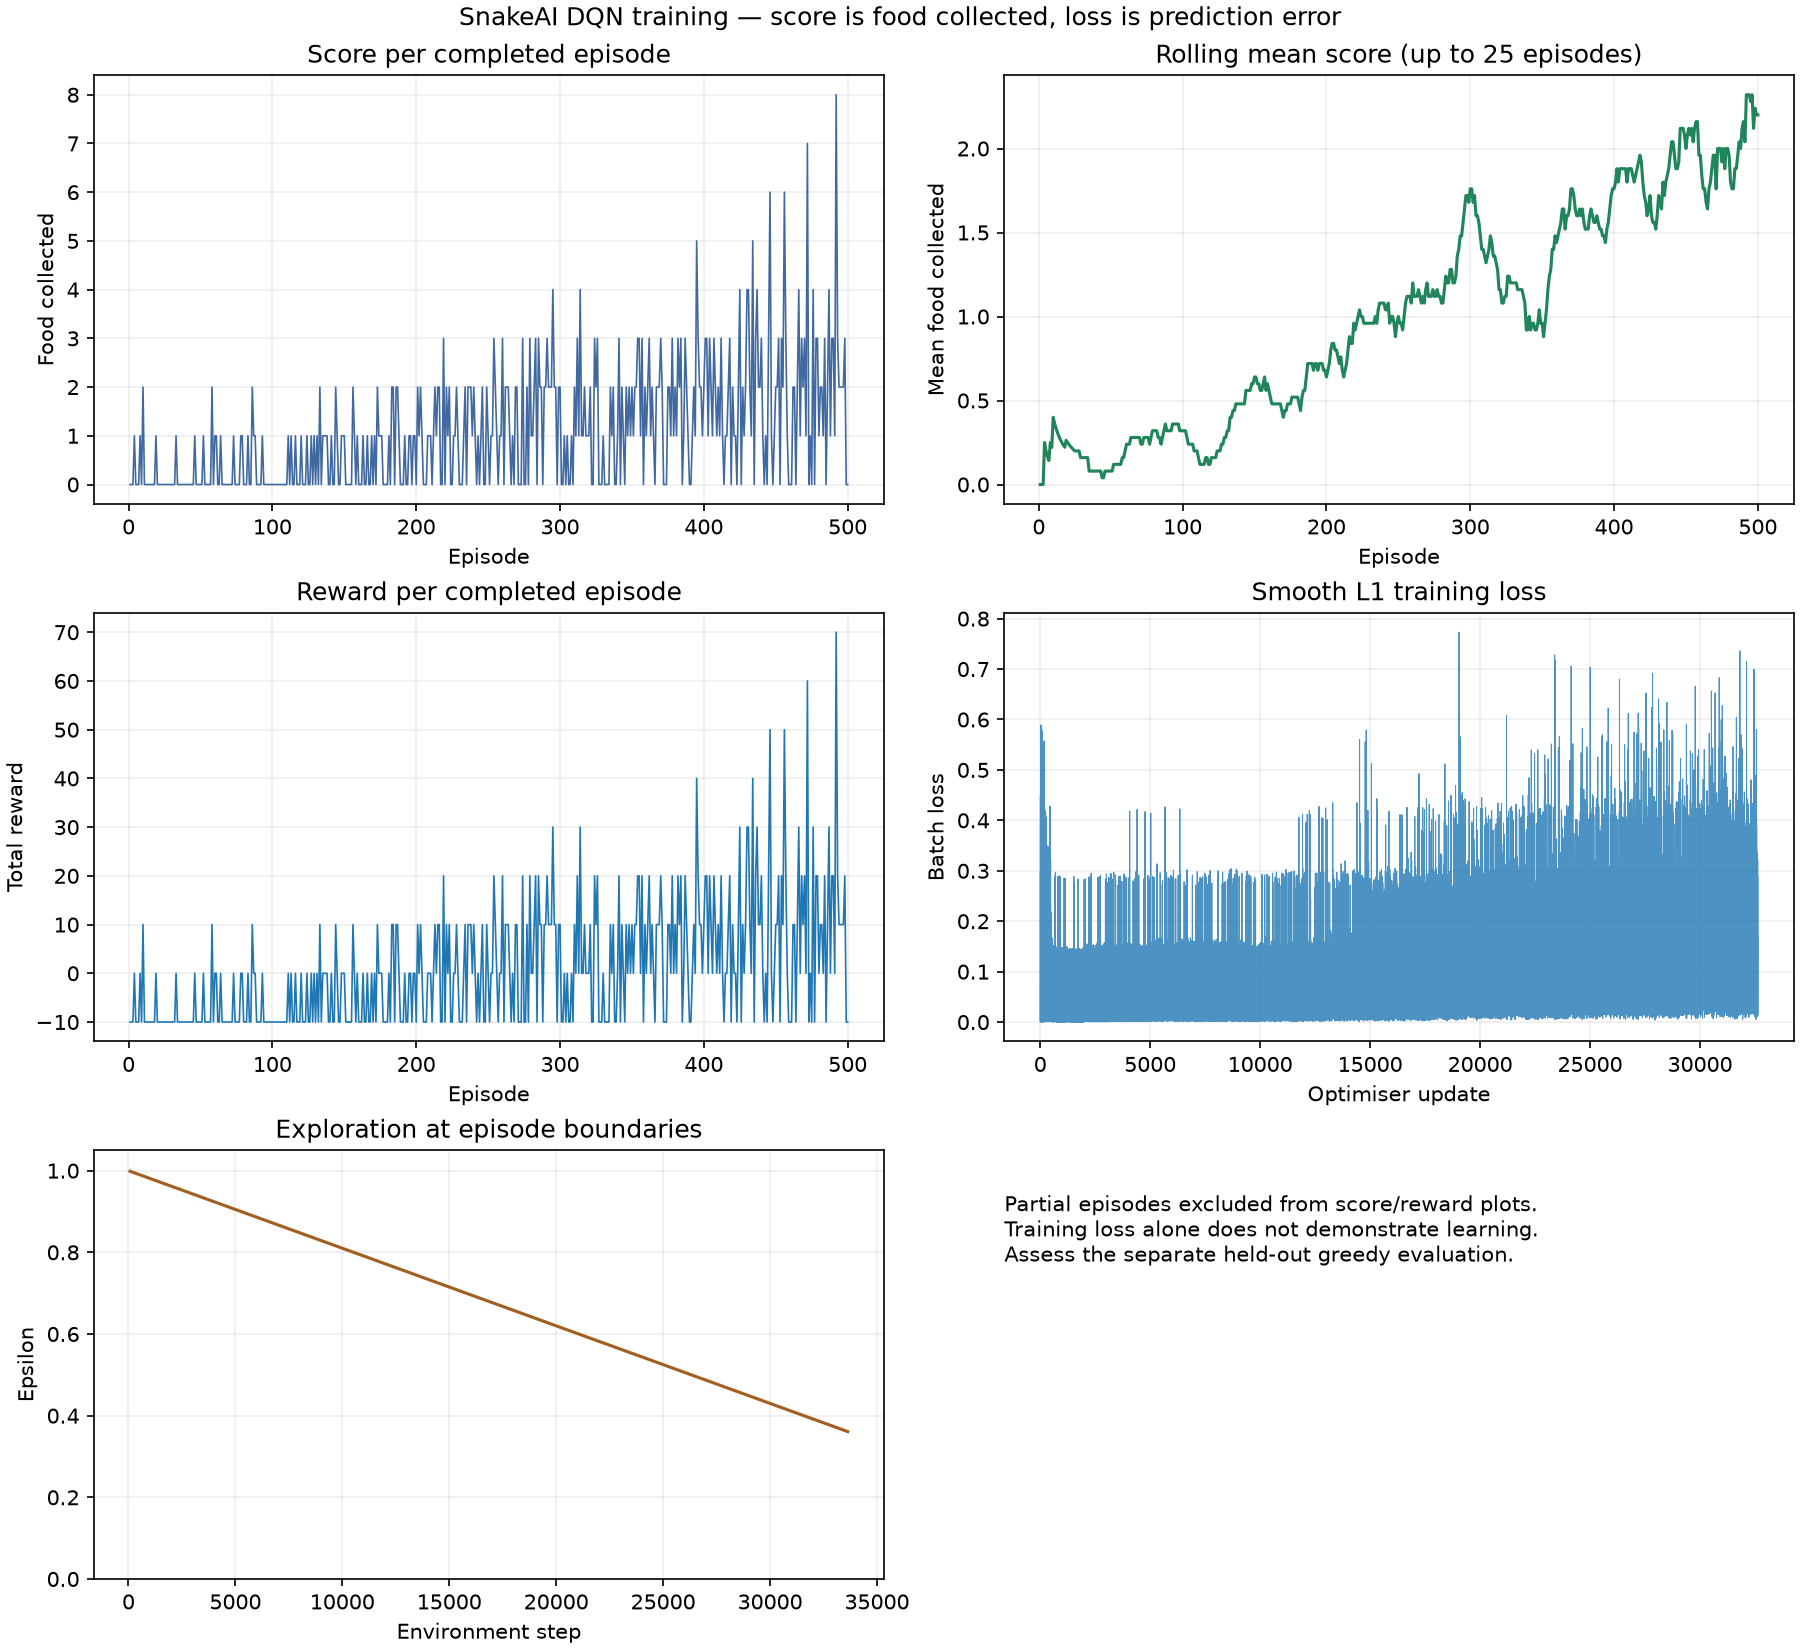 SnakeAI DQN training — score is food collected, loss is prediction error
Score per completed episode
Food collected
8
7
6
5
4
3
2
1
0
0 100 200 300 400 500
Episode
Rolling mean score (up to 25 episodes)
Mean food collected
2.0
1.5
1.0
0.5
0.0
0 100 200 300 400 500
Episode
Reward per completed episode
Total reward
70
60
50
40
30
20
10
0
−10
0 100 200 300 400 500
Episode
Smooth L1 training loss
Batch loss
0.8
0.7
0.6
0.5
0.4
0.3
0.2
0.1
0.0
0 5000 10000 15000 20000 25000 30000
Optimiser update
Exploration at episode boundaries
Epsilon
1.0
0.8
0.6
0.4
0.2
0.0
0 5000 10000 15000 20000 25000 30000 35000
Environment step
Partial episodes excluded from score/reward plots.
Training loss alone does not demonstrate learning.
Assess the separate held-out greedy evaluation.